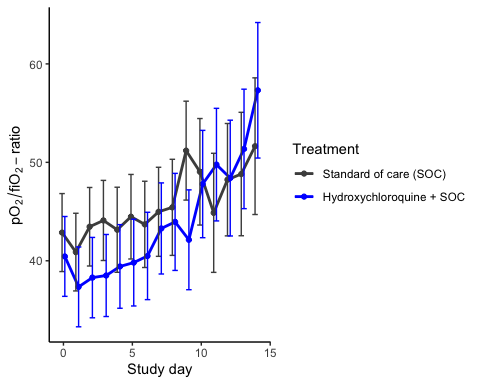 pO₂/fiO₂ – ratio
60
50
40
0 5 10 15
Study day
Treatment
Standard of care (SOC)
Hydroxychloroquine + SOC